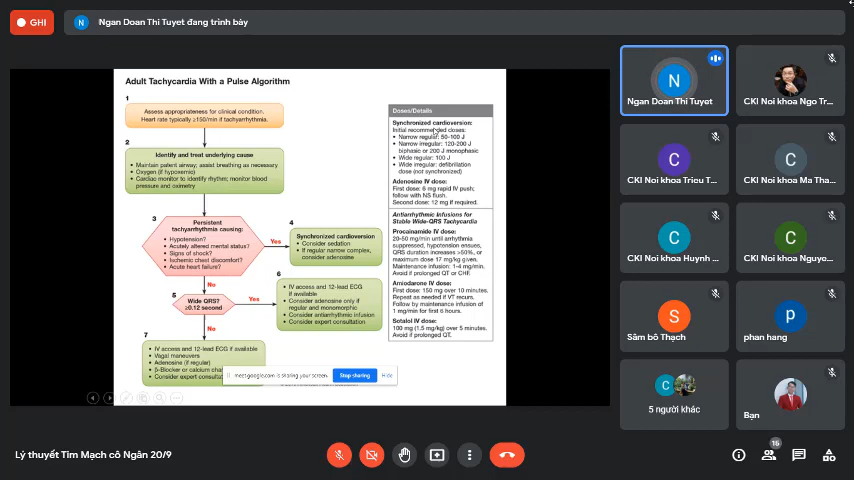 GHI
N
Ngan Doan Thi Tuyet đang trình bày
Adult Tachycardia With a Pulse Algorithm
1
Assess appropriateness for clinical condition.
Heart rate typically ≥150/min if tachyarrhythmia.
2
Identify and treat underlying cause
• Maintain patent airway; assist breathing as necessary
• Oxygen (if hypoxemic)
• Cardiac monitor to identify rhythm; monitor blood
pressure and oximetry
3
Persistent
tachyarrhythmia causing:
• Hypotension?
• Acutely altered mental status?
• Signs of shock?
• Ischemic chest discomfort?
• Acute heart failure?
Yes
4
Synchronized cardioversion
• Consider sedation
• If regular narrow complex,
consider adenosine
No
5
Wide QRS?
≥0.12 second
Yes
6
• IV access and 12-lead ECG
if available
• Consider adenosine only if
regular and monomorphic
• Consider antiarrhythmic infusion
• Consider expert consultation
No
7
• IV access and 12-lead ECG if available
• Vagal maneuvers
• Adenosine (if regular)
• β-Blocker or calcium cha
• Consider expert consultat
Doses/Details
Synchronized cardioversion:
Initial recommended doses:
• Narrow regular: 50-100 J
• Narrow irregular: 120-200 J
biphasic or 200 J monophasic
• Wide regular: 100 J
• Wide irregular: defibrillation
dose (not synchronized)
Adenosine IV dose:
First dose: 6 mg rapid IV push;
follow with NS flush.
Second dose: 12 mg if required.
Antiarrhythmic Infusions for
Stable Wide-QRS Tachycardia
Procainamide IV dose:
20-50 mg/min until arrhythmia
suppressed, hypotension ensues,
QRS duration increases >50%, or
maximum dose 17 mg/kg given.
Maintenance infusion: 1-4 mg/min.
Avoid if prolonged QT or CHF.
Amiodarone IV dose:
First dose: 150 mg over 10 minutes.
Repeat as needed if VT recurs.
Follow by maintenance infusion of
1 mg/min for first 6 hours.
Sotalol IV dose:
100 mg (1.5 mg/kg) over 5 minutes.
Avoid if prolonged QT.
meet.google.com is sharing your screen.
Stop sharing
Hide
N
Ngan Doan Thi Tuyet
CKI Noi khoa Ngo Tr...
C
CKI Noi khoa Trieu T...
C
CKI Noi khoa Ma Tha...
C
CKI Noi khoa Huynh ...
C
CKI Noi khoa Nguye...
S
Sâm bô Thạch
p
phan hang
C
5 người khác
Bạn
Lý thuyết Tim Mạch cô Ngân 20/9
15